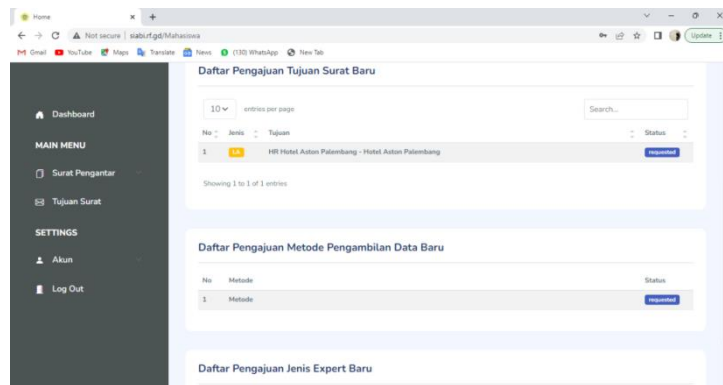 Home
Not secure | siabi.rf.gd/Mahasiswa
Update
Gmail YouTube Maps Translate News (130) WhatsApp New Tab
Dashboard
MAIN MENU
Surat Pengantar
Tujuan Surat
SETTINGS
Akun
Log Out
Daftar Pengajuan Tujuan Surat Baru
10 entries per page
Search...
No Jenis Tujuan Status
1 LA HR Hotel Aston Palembang - Hotel Aston Palembang requested
Showing 1 to 1 of 1 entries
Daftar Pengajuan Metode Pengambilan Data Baru
No Metode Status
1 Metode requested
Daftar Pengajuan Jenis Expert Baru